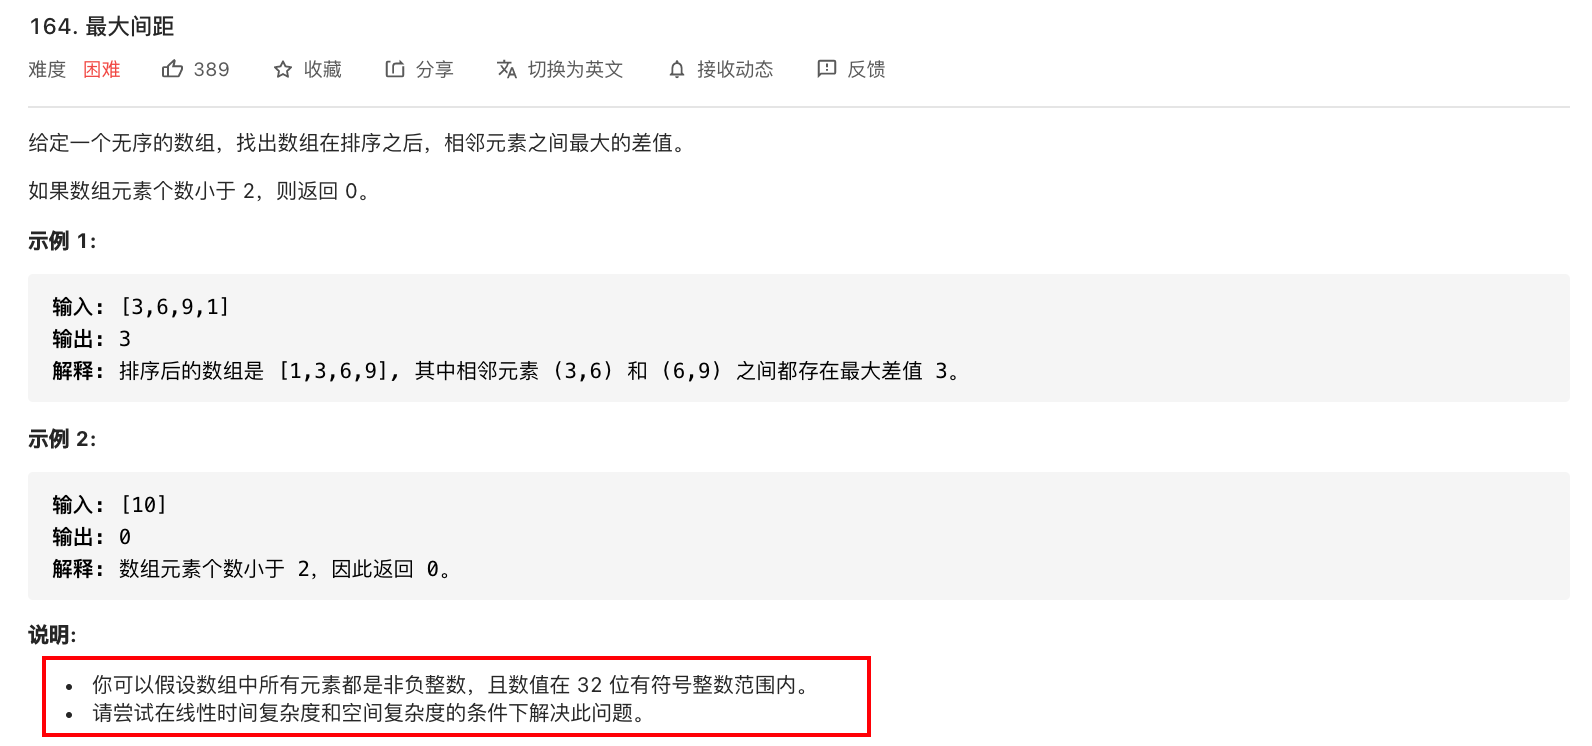 164. 最大间距
难度 困难 389 收藏 分享 切换为英文 接收动态 反馈
给定一个无序的数组，找出数组在排序之后，相邻元素之间最大的差值。
如果数组元素个数小于 2，则返回 0。
示例 1:
输入: [3,6,9,1]
输出: 3
解释: 排序后的数组是 [1,3,6,9], 其中相邻元素 (3,6) 和 (6,9) 之间都存在最大差值 3。
示例 2:
输入: [10]
输出: 0
解释: 数组元素个数小于 2，因此返回 0。
说明:
• 你可以假设数组中所有元素都是非负整数，且数值在 32 位有符号整数范围内。
• 请尝试在线性时间复杂度和空间复杂度的条件下解决此问题。